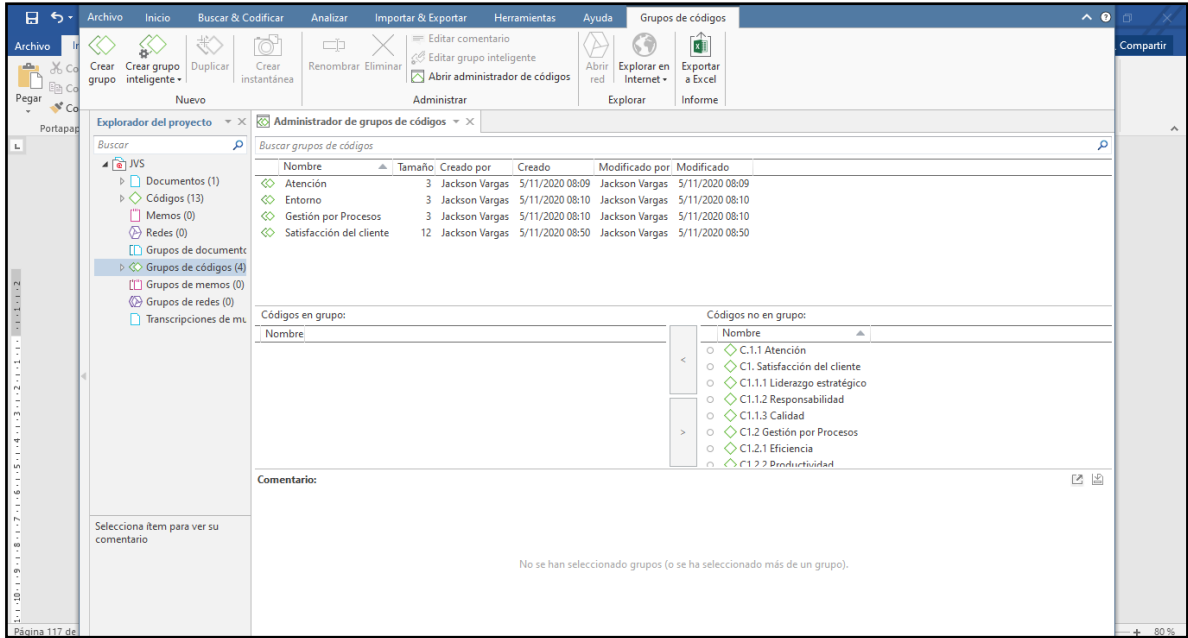 Archivo Inicio Buscar & Codificar Analizar Importar & Exportar Herramientas Ayuda Grupos de códigos
Archivo
Compartir
Pegar
Portapap
Crear grupo
Crear grupo inteligente
Duplicar
Nuevo
Crear instantánea
Renombrar
Eliminar
Editar comentario
Editar grupo inteligente
Abrir administrador de códigos
Administrar
Abrir red
Explorar en Internet
Explorar
Exportar a Excel
Informe
Explorador del proyecto
Buscar
JVS
Documentos (1)
Códigos (13)
Memos (0)
Redes (0)
Grupos de documento
Grupos de códigos (4)
Grupos de memos (0)
Grupos de redes (0)
Transcripciones de mu
Selecciona ítem para ver su
comentario
Administrador de grupos de códigos
Buscar grupos de códigos
Nombre Tamaño Creado por Creado Modificado por Modificado
Atención 3 Jackson Vargas 5/11/2020 08:09 Jackson Vargas 5/11/2020 08:09
Entorno 3 Jackson Vargas 5/11/2020 08:10 Jackson Vargas 5/11/2020 08:10
Gestión por Procesos 3 Jackson Vargas 5/11/2020 08:10 Jackson Vargas 5/11/2020 08:10
Satisfacción del cliente 12 Jackson Vargas 5/11/2020 08:50 Jackson Vargas 5/11/2020 08:50
Códigos en grupo:
Nombre
<
>
Códigos no en grupo:
Nombre
C.1.1 Atención
C1. Satisfacción del cliente
C1.1.1 Liderazgo estratégico
C1.1.2 Responsabilidad
C1.1.3 Calidad
C1.2 Gestión por Procesos
C1.2.1 Eficiencia
C1.2.2 Productividad
Comentario:
No se han seleccionado grupos (o se ha seleccionado más de un grupo).
Página 117 de
80 %